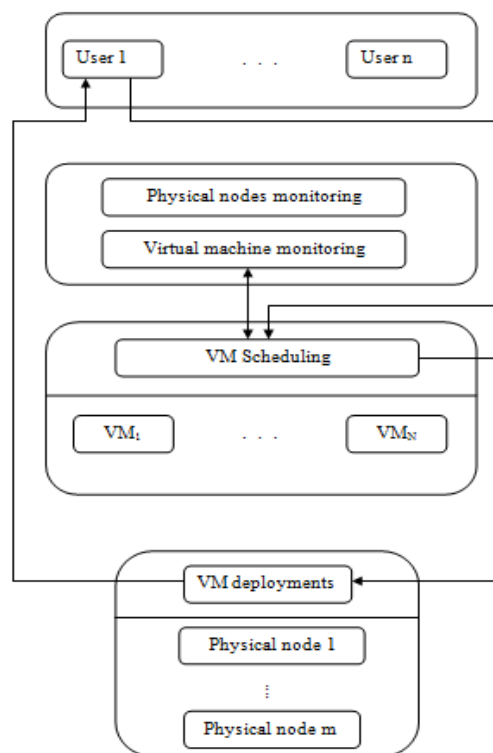 User 1
. . .
User n
Physical nodes monitoring
Virtual machine monitoring
VM Scheduling
VM₁
. . .
VM_N
VM deployments
Physical node 1
⁞
Physical node m